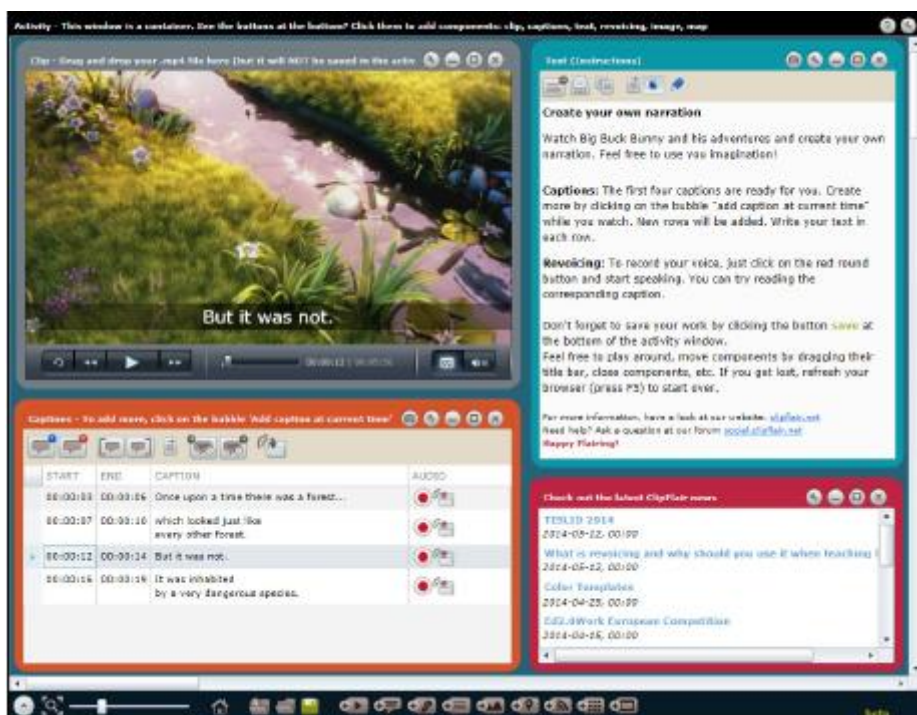 Activity - This window is a container. See the buttons at the bottom? Click them to add components: clip, captions, text, revoicing, image, map
Clip - Drag and drop your .mp4 file here (but it will NOT be saved in the activ
But it was not.
Text (Instructions)
Create your own narration
Watch Big Buck Bunny and his adventures and create your own
narration. Feel free to use you imagination!
Captions: The first four captions are ready for you. Create
more by clicking on the bubble "add caption at current time"
while you watch. New rows will be added. Write your text in
each row.
Revoicing: To record your voice, just click on the red round
button and start speaking. You can try reading the
corresponding caption.
Don't forget to save your work by clicking the button save at
the bottom of the activity window.
Feel free to play around, move components by dragging their
title bar, close components, etc. If you get lost, refresh your
browser (press F5) to start over.
For more information, have a look at our website, clipflair.net
Need help? Ask a question at our forum social.clipflair.net
Happy Flairing!
Captions - To add more, click on the bubble 'Add caption at current time'
START END CAPTION AUDIO
00:00:03 00:00:06 Once upon a time there was a forest...
00:00:07 00:00:10 which looked just like
every other forest.
00:00:12 00:00:14 But it was not.
00:00:16 00:00:19 It was inhabited
by a very dangerous species.
Check out the latest ClipFlair news
2014
What is revoicing and why should you use it when teaching
2014-05-12, 00:00
Color Templates
2014-04-25, 00:00
Ed2.0Work European Competition
00:00
beta